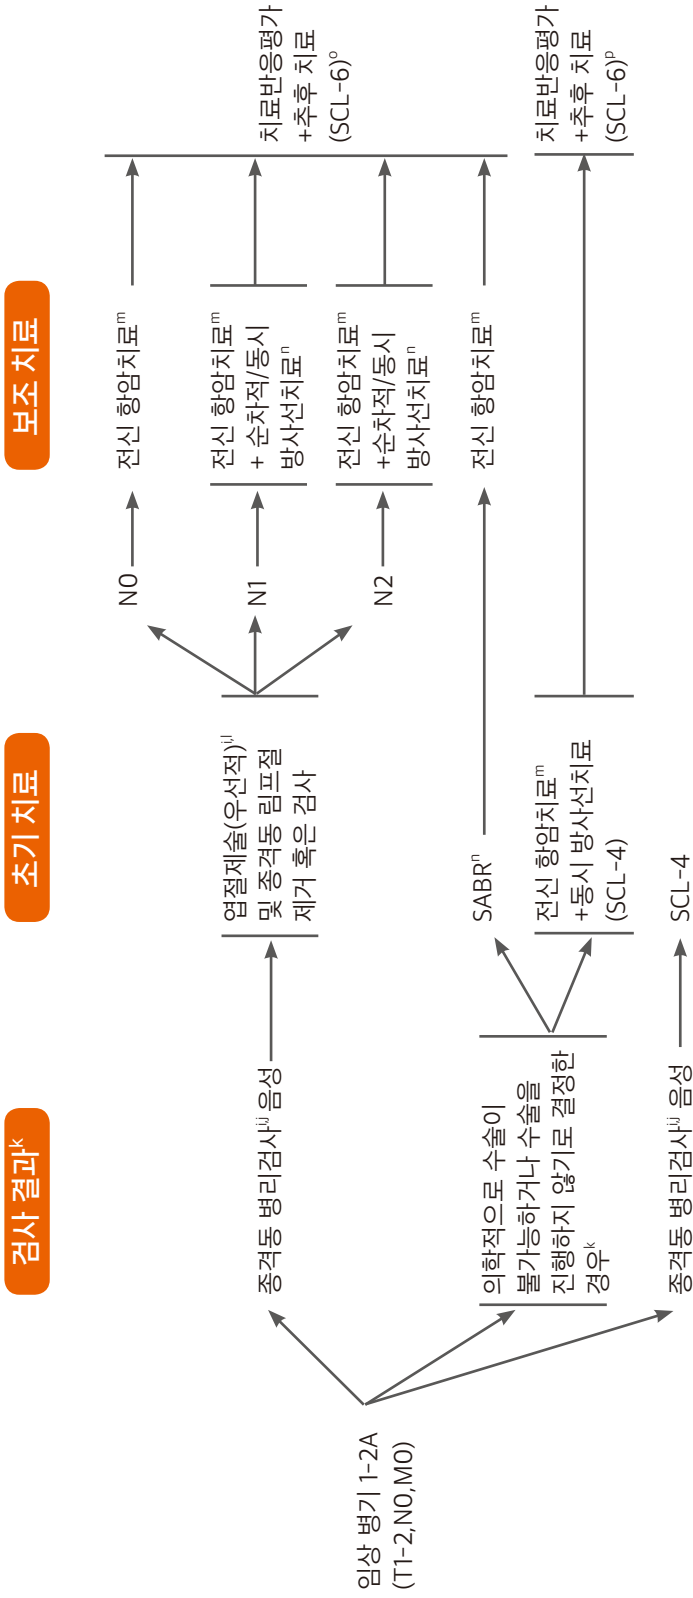 검사 결과k
초기 치료
보조 치료
임상 병기 1-2A
(T1-2,N0,M0)
종격동 병리검사i,j 음성
엽절제술(우선적)i,l
및 종격동 림프절
제거 혹은 검사
N0
전신 항암치료m
N1
전신 항암치료m
+ 순차적/동시
방사선치료n
N2
전신 항암치료m
+순차적/동시
방사선치료n
치료반응평가
+추후 치료
(SCL-6)o
의학적으로 수술이
불가능하거나 수술을
진행하지 않기로 결정한
경우k
SABRn
전신 항암치료m
전신 항암치료m
+동시 방사선치료
(SCL-4)
치료반응평가
+추후 치료
(SCL-6)p
종격동 병리검사i,j 음성
SCL-4